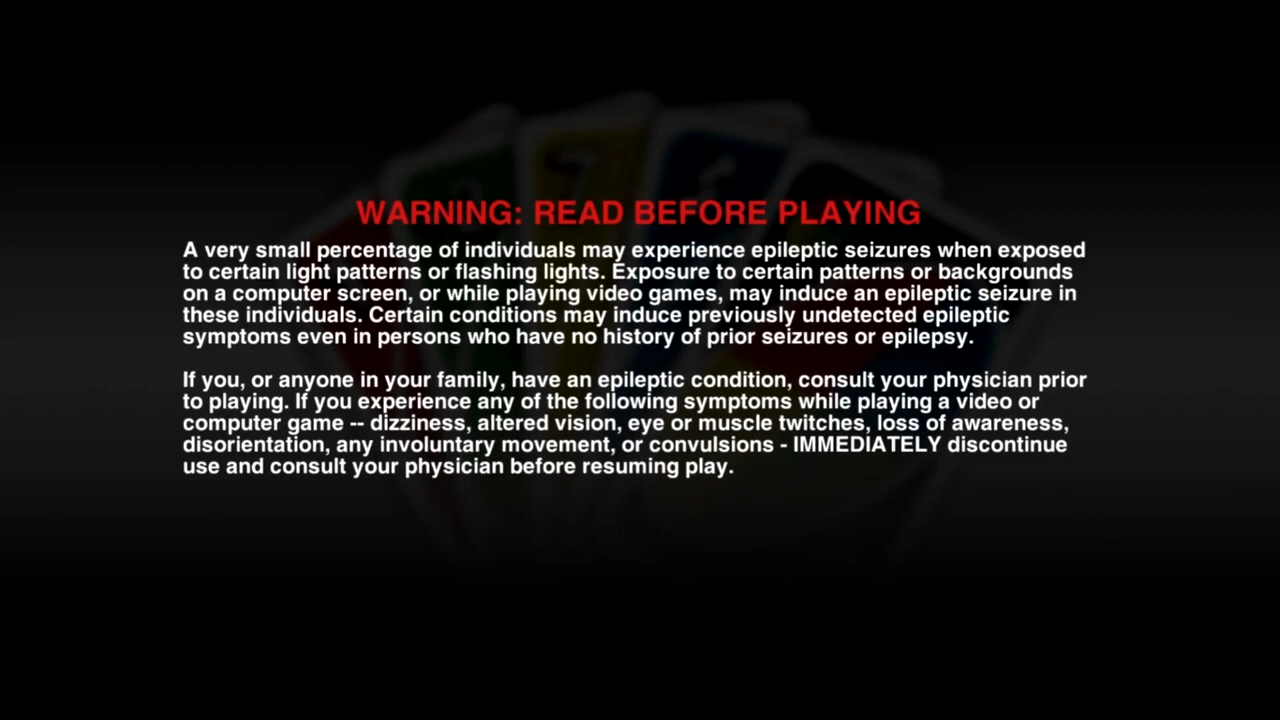 WARNING: READ BEFORE PLAYING
A very small percentage of individuals may experience epileptic seizures when exposed
to certain light patterns or flashing lights. Exposure to certain patterns or backgrounds
on a computer screen, or while playing video games, may induce an epileptic seizure in
these individuals. Certain conditions may induce previously undetected epileptic
symptoms even in persons who have no history of prior seizures or epilepsy.
If you, or anyone in your family, have an epileptic condition, consult your physician prior
to playing. If you experience any of the following symptoms while playing a video or
computer game -- dizziness, altered vision, eye or muscle twitches, loss of awareness,
disorientation, any involuntary movement, or convulsions - IMMEDIATELY discontinue
use and consult your physician before resuming play.